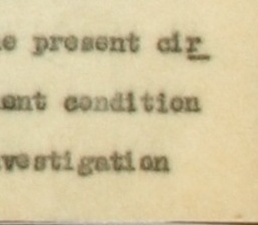 e present cir
ent condition
vestigation